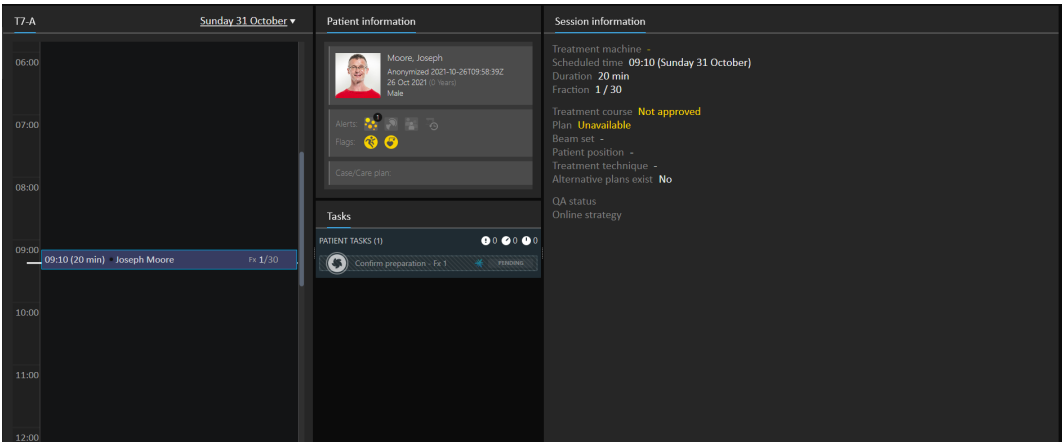 T7-A
Sunday 31 October ▾
06:00
07:00
08:00
09:00
09:10 (20 min) • Joseph Moore Fx 1/30
10:00
11:00
12:00
Patient information
Moore, Joseph
Anonymized 2021-10-26T09:58:39Z
26 Oct 2021 (0 Years)
Male
Alerts: 1
Flags:
Case/Care plan:
Tasks
PATIENT TASKS (1) 0 0 0
Confirm preparation - Fx 1 PENDING
Session information
Treatment machine -
Scheduled time 09:10 (Sunday 31 October)
Duration 20 min
Fraction 1 / 30
Treatment course Not approved
Plan Unavailable
Beam set -
Patient position -
Treatment technique -
Alternative plans exist No
QA status
Online strategy